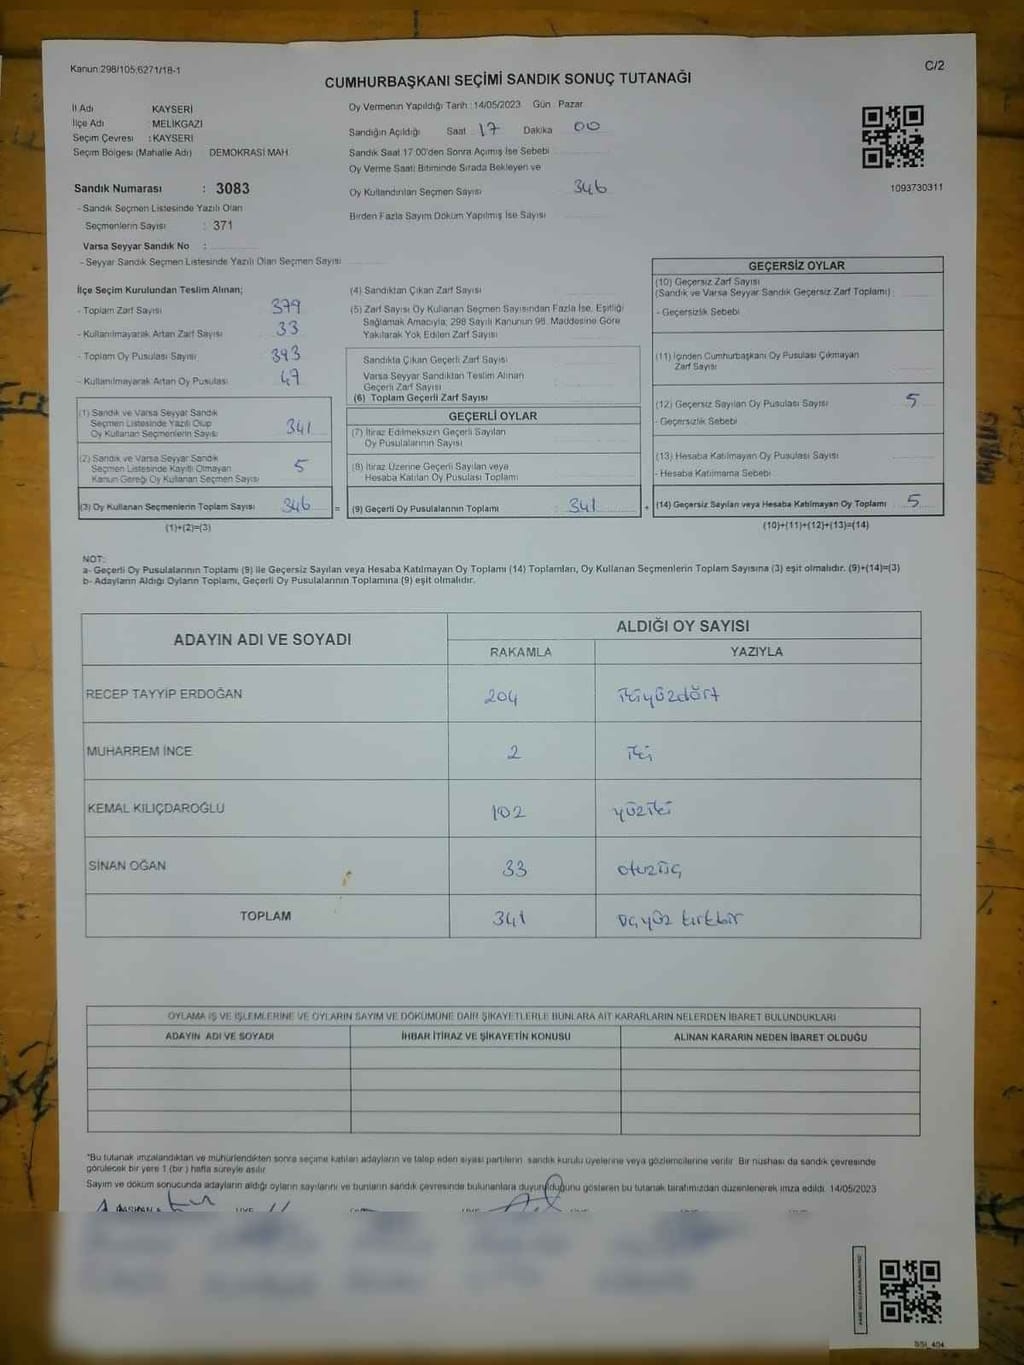 Kanun:298/105;6271/18-1
C/2
CUMHURBAŞKANI SEÇİMİ SANDIK SONUÇ TUTANAĞI
İl Adı KAYSERİ
İlçe Adı : MELİKGAZİ
Seçim Çevresi : KAYSERİ
Seçim Bölgesi (Mahalle Adı) DEMOKRASİ MAH.
Sandık Numarası : 3083
- Sandık Seçmen Listesinde Yazılı Olan
Seçmenlerin Sayısı : 371
Varsa Seyyar Sandık No :
- Seyyar Sandık Seçmen Listesinde Yazılı Olan Seçmen Sayısı
Oy Vermenin Yapıldığı Tarih : 14/05/2023 Gün : Pazar
Sandığın Açıldığı Saat 17 Dakika 00
Sandık Saat 17:00'den Sonra Açılmış İse Sebebi
Oy Verme Saati Bitiminde Sırada Bekleyen ve
Oy Kullandırılan Seçmen Sayısı 346
Birden Fazla Sayım Döküm Yapılmış İse Sayısı
1093730311
İlçe Seçim Kurulundan Teslim Alınan;
- Toplam Zarf Sayısı 379
- Kullanılmayarak Artan Zarf Sayısı 33
- Toplam Oy Pusulası Sayısı 393
- Kullanılmayarak Artan Oy Pusulası 47
(1) Sandık ve Varsa Seyyar Sandık
Seçmen Listesinde Yazılı Olup
Oy Kullanan Seçmenlerin Sayısı 341
(2) Sandık ve Varsa Seyyar Sandık
Seçmen Listesinde Kayıtlı Olmayan
Kanun Gereği Oy Kullanan Seçmen Sayısı 5
(3) Oy Kullanan Seçmenlerin Toplam Sayısı 346
(1)+(2)=(3)
=
(4) Sandıktan Çıkan Zarf Sayısı
(5) Zarf Sayısı Oy Kullanan Seçmen Sayısından Fazla İse, Eşitliği
Sağlamak Amacıyla; 298 Sayılı Kanunun 98. Maddesine Göre
Yakılarak Yok Edilen Zarf Sayısı
Sandıkta Çıkan Geçerli Zarf Sayısı
Varsa Seyyar Sandıktan Teslim Alınan
Geçerli Zarf Sayısı
(6) Toplam Geçerli Zarf Sayısı
GEÇERLİ OYLAR
(7) İtiraz Edilmeksizin Geçerli Sayılan
Oy Pusulalarının Sayısı
(8) İtiraz Üzerine Geçerli Sayılan veya
Hesaba Katılan Oy Pusulası Toplamı
(9) Geçerli Oy Pusulalarının Toplamı : 341
+
GEÇERSİZ OYLAR
(10) Geçersiz Zarf Sayısı
(Sandık ve Varsa Seyyar Sandık Geçersiz Zarf Toplamı) :
- Geçersizlik Sebebi
(11) İçinden Cumhurbaşkanı Oy Pusulası Çıkmayan
Zarf Sayısı
(12) Geçersiz Sayılan Oy Pusulası Sayısı 5
- Geçersizlik Sebebi
(13) Hesaba Katılmayan Oy Pusulası Sayısı
- Hesaba Katılmama Sebebi
(14) Geçersiz Sayılan veya Hesaba Katılmayan Oy Toplamı 5
(10)+(11)+(12)+(13)=(14)
NOT:
a- Geçerli Oy Pusulalarının Toplamı (9) ile Geçersiz Sayılan veya Hesaba Katılmayan Oy Toplamı (14) Toplamları, Oy Kullanan Seçmenlerin Toplam Sayısına (3) eşit olmalıdır. (9)+(14)=(3)
b- Adayların Aldığı Oyların Toplamı, Geçerli Oy Pusulalarının Toplamına (9) eşit olmalıdır.
ADAYIN ADI VE SOYADI
ALDIĞI OY SAYISI
RAKAMLA YAZIYLA
RECEP TAYYİP ERDOĞAN 204 ikiyüzdört
MUHARREM İNCE 2 iki
KEMAL KILIÇDAROĞLU 102 yüziki
SİNAN OĞAN 33 otuzüç
TOPLAM 341 üçyüz kırkbir
OYLAMA İŞ VE İŞLEMLERİNE VE OYLARIN SAYIM VE DÖKÜMÜNE DAİR ŞİKAYETLERLE BUNLARA AİT KARARLARIN NELERDEN İBARET BULUNDUKLARI
ADAYIN ADI VE SOYADI İHBAR İTİRAZ VE ŞİKAYETİN KONUSU ALINAN KARARIN NEDEN İBARET OLDUĞU
*Bu tutanak imzalandıktan ve mühürlendikten sonra seçime katılan adayların ve talep eden siyasi partilerin sandık kurulu üyelerine veya gözlemcilerine verilir. Bir nüshası da sandık çevresinde
görülecek bir yere 1 (bir) hafta süreyle asılır.
Sayım ve döküm sonucunda adayların aldığı oyların sayılarını ve bunların sandık çevresinde bulunanlara duyurulduğunu gösteren bu tutanak tarafımızdan düzenlenerek imza edildi. 14/05/2023
SSİ_404